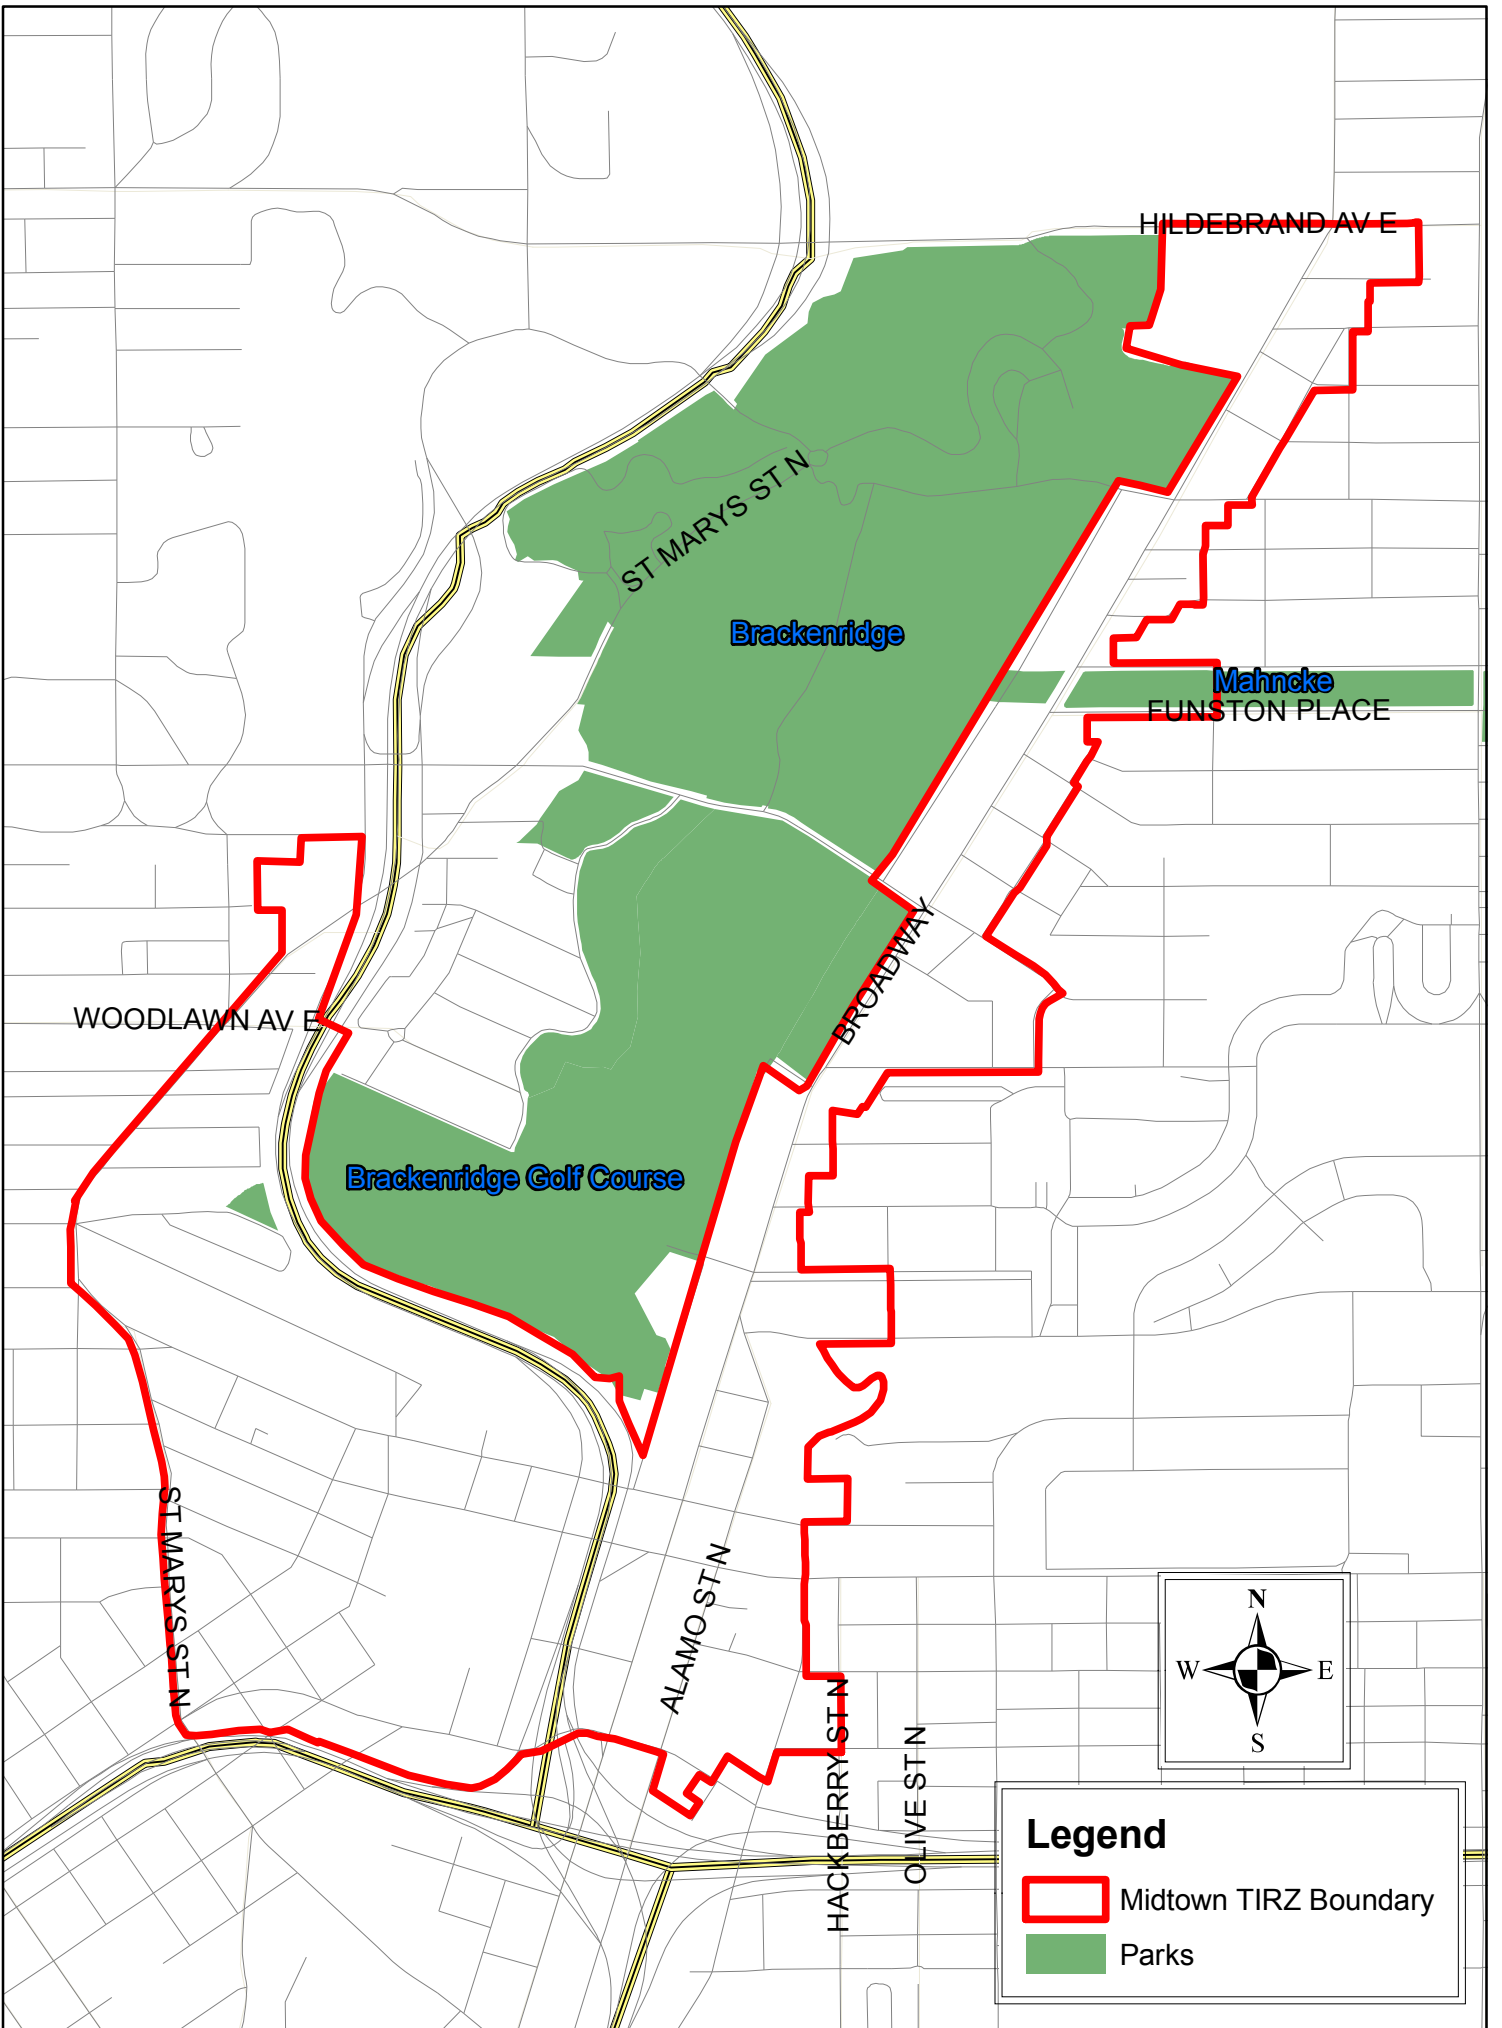 HILDEBRAND AV E
ST MARYS ST N
Brackenridge
Mahncke
FUNSTON PLACE
BROADWAY
WOODLAWN AV E
Brackenridge Golf Course
ST MARYS ST N
ALAMO ST N
HACKBERRY ST N
OLIVE ST N
N
W
E
S
Legend
Midtown TIRZ Boundary
Parks